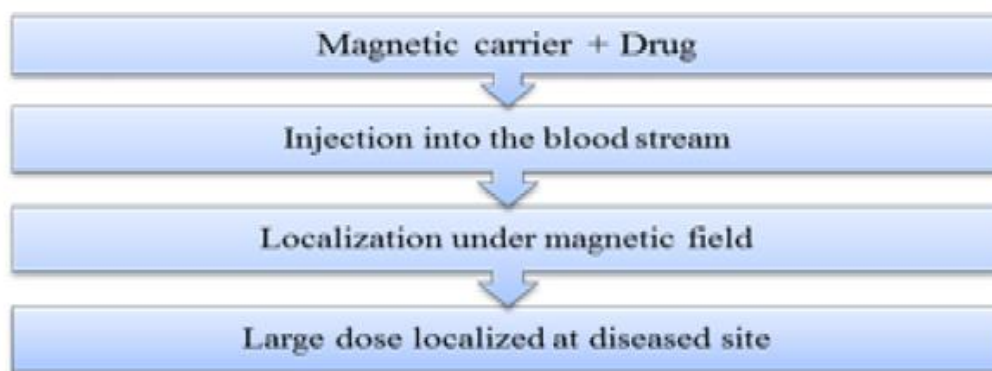 Magnetic carrier + Drug
Injection into the blood stream
Localization under magnetic field
Large dose localized at diseased site